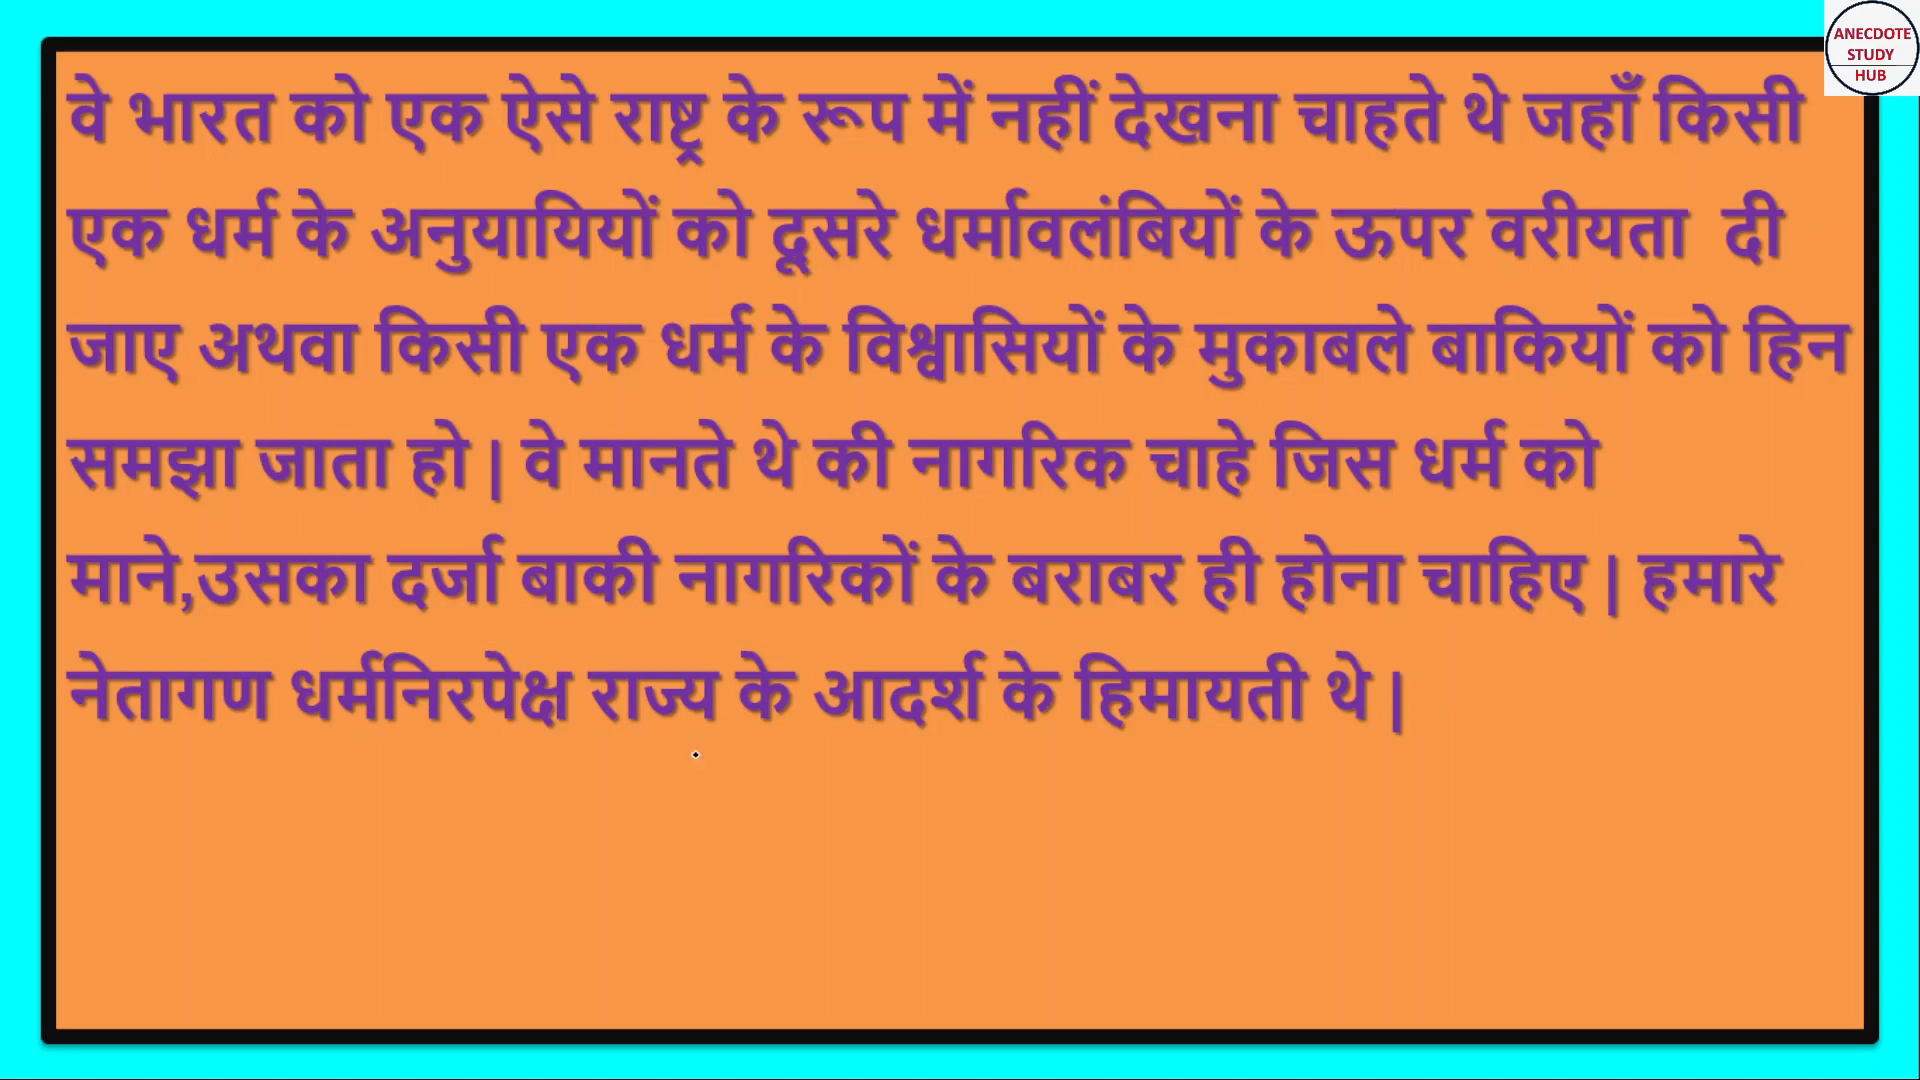 ANECDOTE
STUDY
HUB
वे भारत को एक ऐसे राष्ट्र के रूप में नहीं देखना चाहते थे जहाँ किसी
एक धर्म के अनुयायियों को दूसरे धर्मावलंबियों के ऊपर वरीयता दी
जाए अथवा किसी एक धर्म के विश्वासियों के मुकाबले बाकियों को हिन
समझा जाता हो | वे मानते थे की नागरिक चाहे जिस धर्म को
माने,उसका दर्जा बाकी नागरिकों के बराबर ही होना चाहिए | हमारे
नेतागण धर्मनिरपेक्ष राज्य के आदर्श के हिमायती थे |